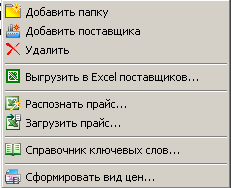 Добавить папку
Добавить поставщика
Удалить
Выгрузить в Excel поставщиков...
Распознать прайс...
Загрузить прайс...
Справочник ключевых слов...
Сформировать вид цен...